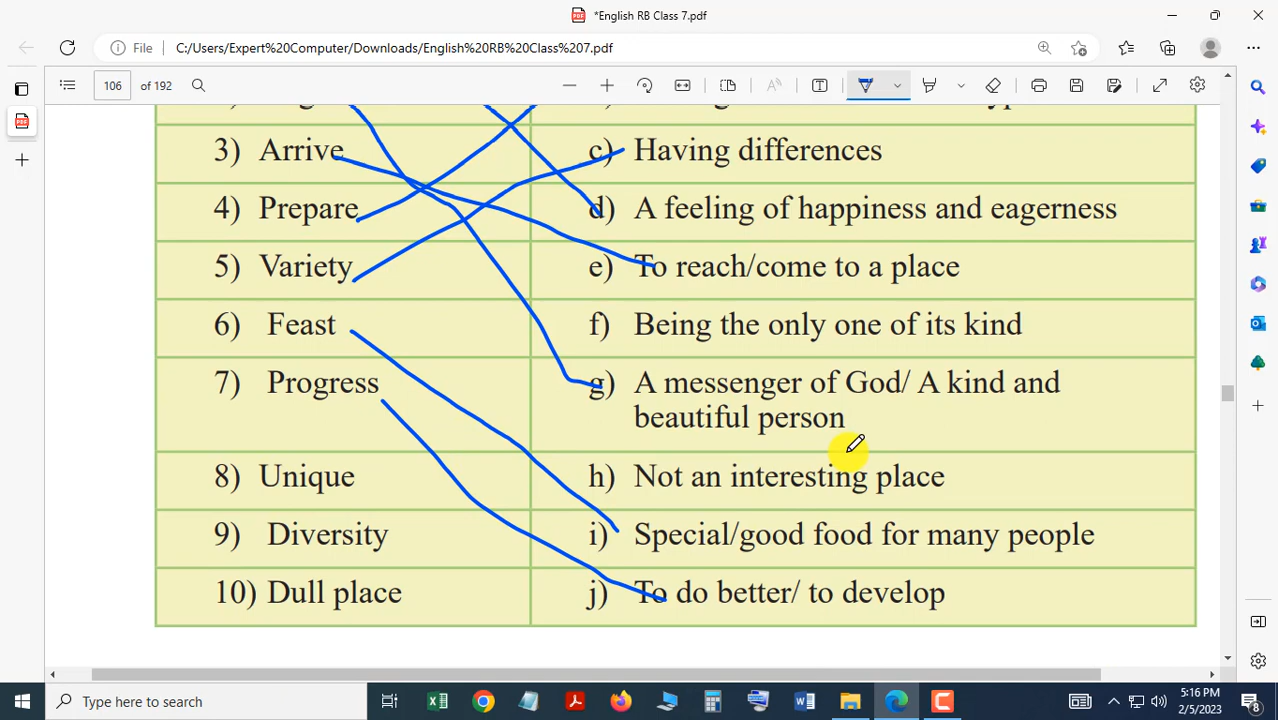 *English RB Class 7.pdf
File C:/Users/Expert%20Computer/Downloads/English%20RB%20Class%207.pdf
106 of 192
3) Arrive c) Having differences
4) Prepare d) A feeling of happiness and eagerness
5) Variety e) To reach/come to a place
6) Feast f) Being the only one of its kind
7) Progress g) A messenger of God/ A kind and
beautiful person
8) Unique h) Not an interesting place
9) Diversity i) Special/good food for many people
10) Dull place j) To do better/ to develop
Type here to search
5:16 PM
2/5/2023
8